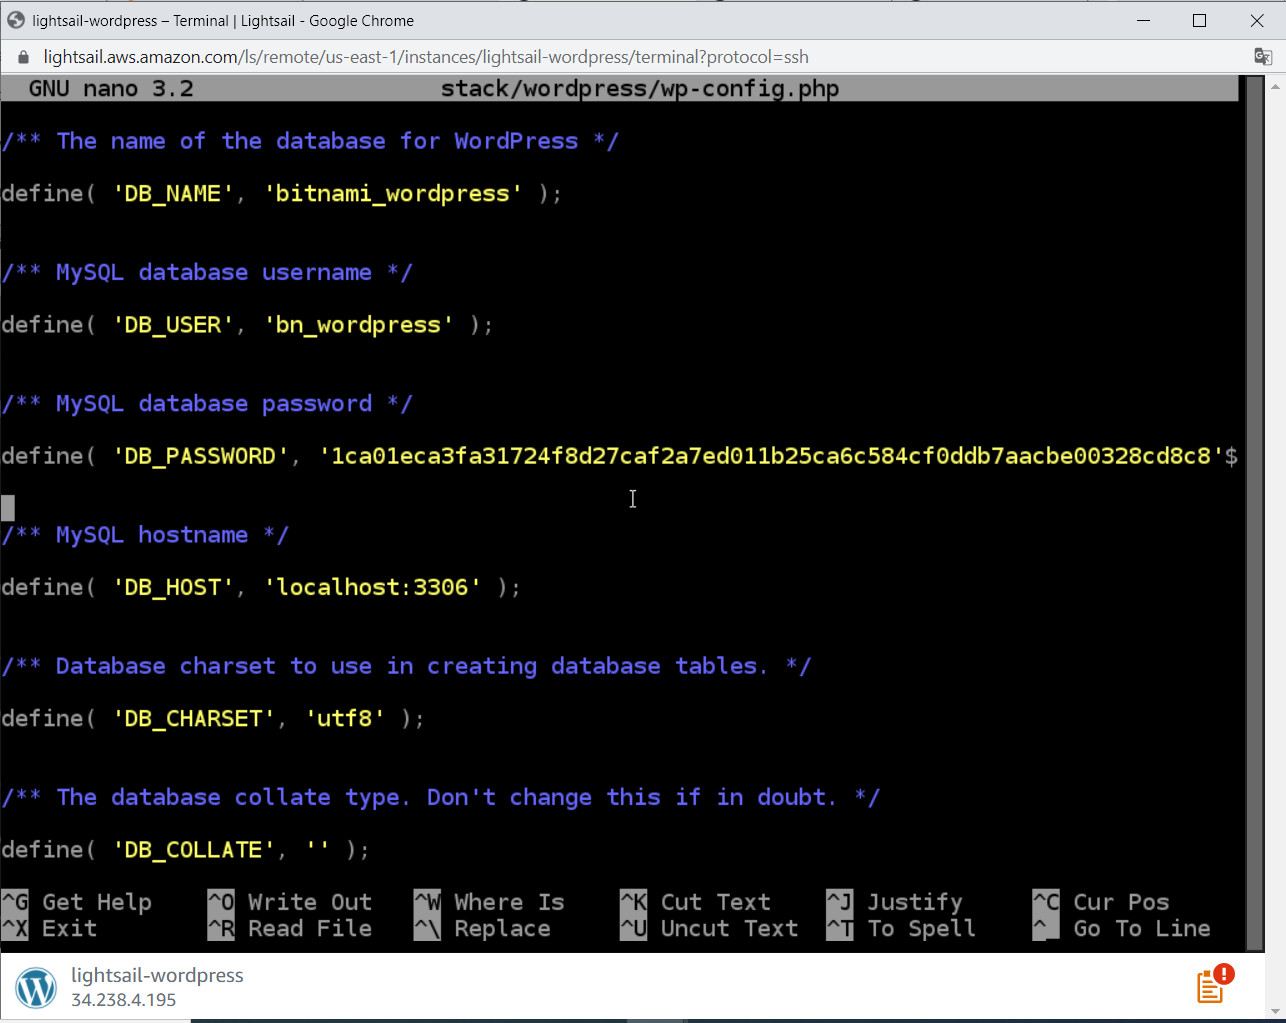 lightsail-wordpress – Terminal | Lightsail - Google Chrome
lightsail.aws.amazon.com/ls/remote/us-east-1/instances/lightsail-wordpress/terminal?protocol=ssh
GNU nano 3.2 stack/wordpress/wp-config.php
/** The name of the database for WordPress */
define( 'DB_NAME', 'bitnami_wordpress' );
/** MySQL database username */
define( 'DB_USER', 'bn_wordpress' );
/** MySQL database password */
define( 'DB_PASSWORD', '1ca01eca3fa31724f8d27caf2a7ed011b25ca6c584cf0ddb7aacbe00328cd8c8'$
/** MySQL hostname */
define( 'DB_HOST', 'localhost:3306' );
/** Database charset to use in creating database tables. */
define( 'DB_CHARSET', 'utf8' );
/** The database collate type. Don't change this if in doubt. */
define( 'DB_COLLATE', '' );
^G Get Help ^O Write Out ^W Where Is ^K Cut Text ^J Justify ^C Cur Pos
^X Exit ^R Read File ^\ Replace ^U Uncut Text ^T To Spell ^_ Go To Line
lightsail-wordpress
34.238.4.195